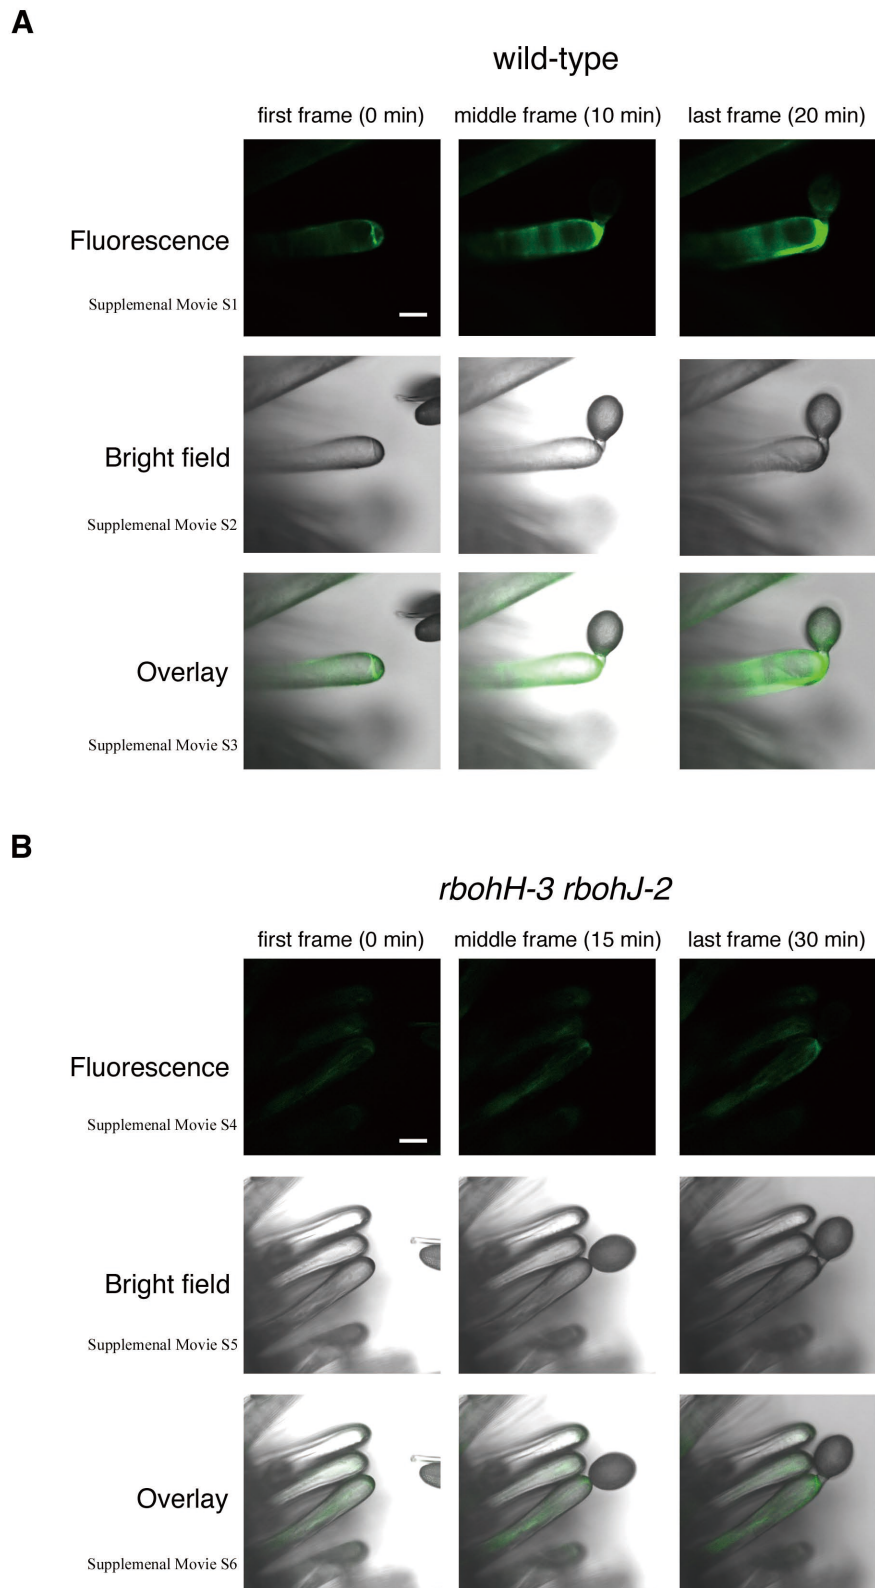 A
wild-type
first frame (0 min) middle frame (10 min) last frame (20 min)
Fluorescence
Supplemenal Movie S1
Bright field
Supplemenal Movie S2
Overlay
Supplemenal Movie S3
B
rbohH-3 rbohJ-2
first frame (0 min) middle frame (15 min) last frame (30 min)
Fluorescence
Supplemenal Movie S4
Bright field
Supplemenal Movie S5
Overlay
Supplemenal Movie S6